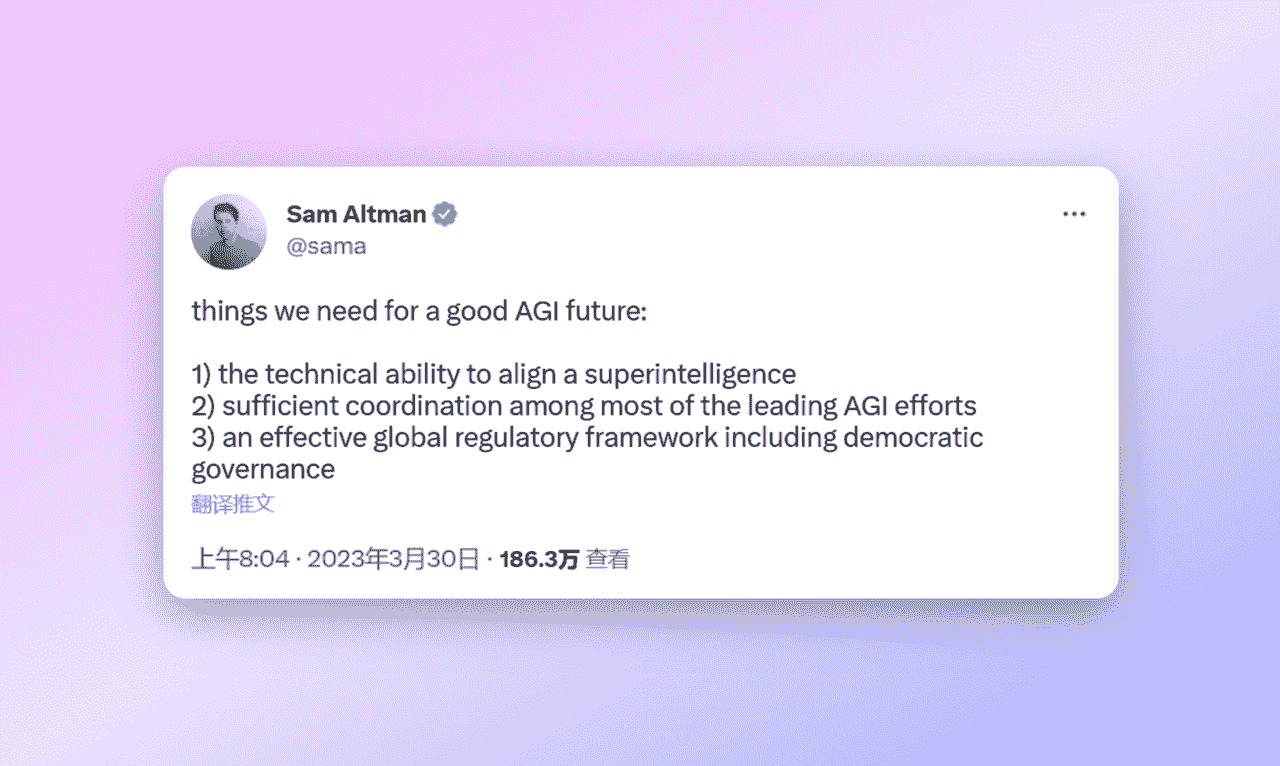 Sam Altman
@sama
things we need for a good AGI future:
1) the technical ability to align a superintelligence
2) sufficient coordination among most of the leading AGI efforts
3) an effective global regulatory framework including democratic
governance
翻译推文
上午8:04 · 2023年3月30日 · 186.3万 查看